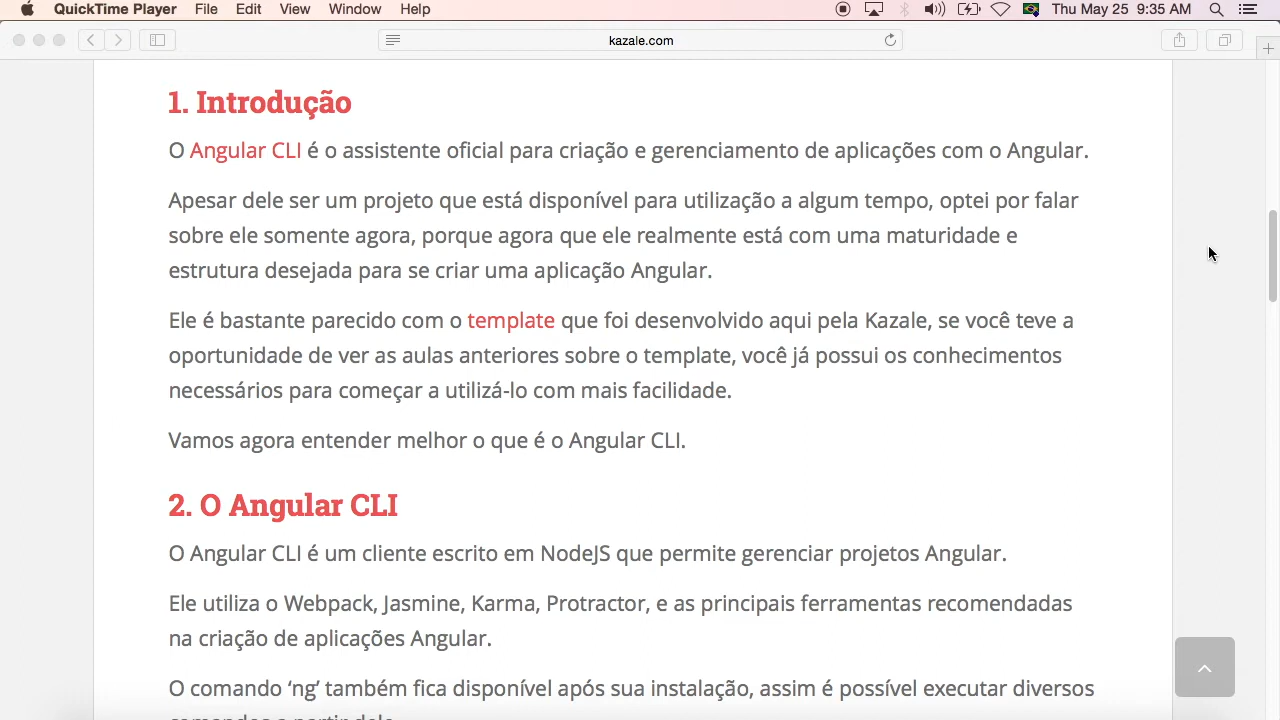 QuickTime Player File Edit View Window Help Thu May 25 9:35 AM
kazale.com
1. Introdução
O Angular CLI é o assistente oficial para criação e gerenciamento de aplicações com o Angular.
Apesar dele ser um projeto que está disponível para utilização a algum tempo, optei por falar
sobre ele somente agora, porque agora que ele realmente está com uma maturidade e
estrutura desejada para se criar uma aplicação Angular.
Ele é bastante parecido com o template que foi desenvolvido aqui pela Kazale, se você teve a
oportunidade de ver as aulas anteriores sobre o template, você já possui os conhecimentos
necessários para começar a utilizá-lo com mais facilidade.
Vamos agora entender melhor o que é o Angular CLI.
2. O Angular CLI
O Angular CLI é um cliente escrito em NodeJS que permite gerenciar projetos Angular.
Ele utiliza o Webpack, Jasmine, Karma, Protractor, e as principais ferramentas recomendadas
na criação de aplicações Angular.
O comando ‘ng’ também fica disponível após sua instalação, assim é possível executar diversos